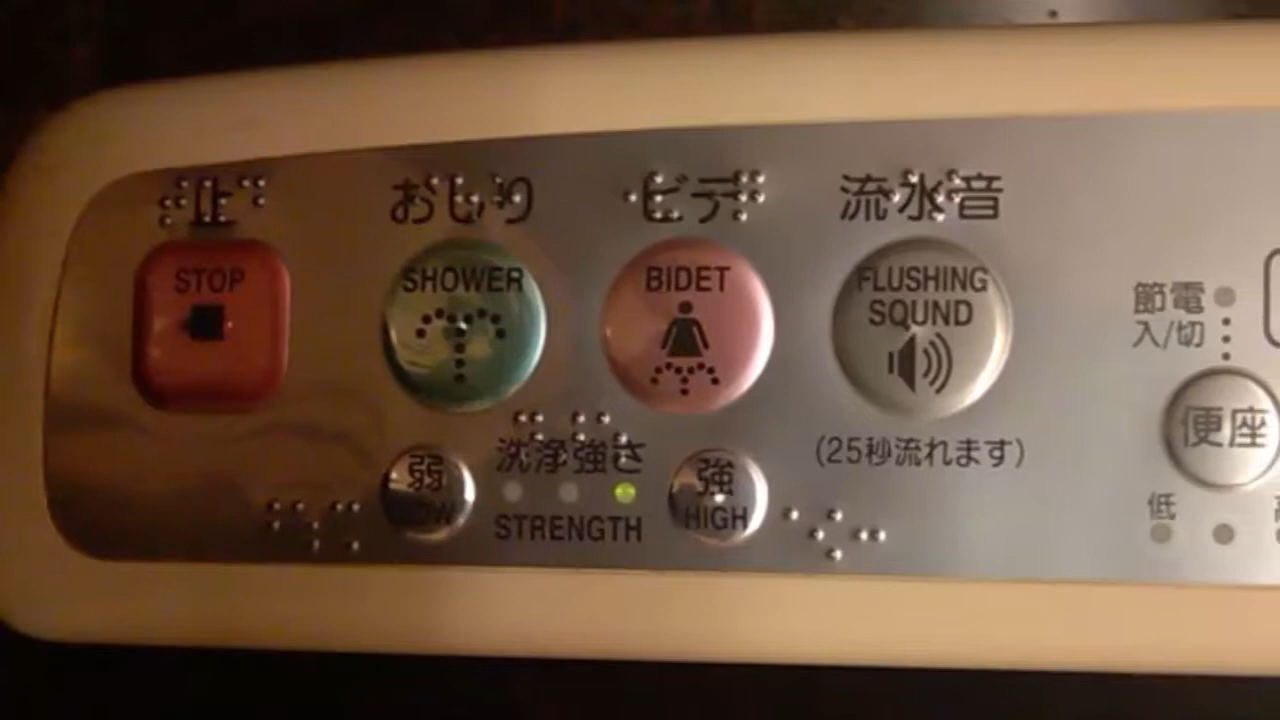 止
STOP
おしり
SHOWER
ビデ
BIDET
流水音
FLUSHING
SOUND
(25秒流れます)
弱
LOW
洗浄強さ
STRENGTH
強
HIGH
節電
入/切
便座
低